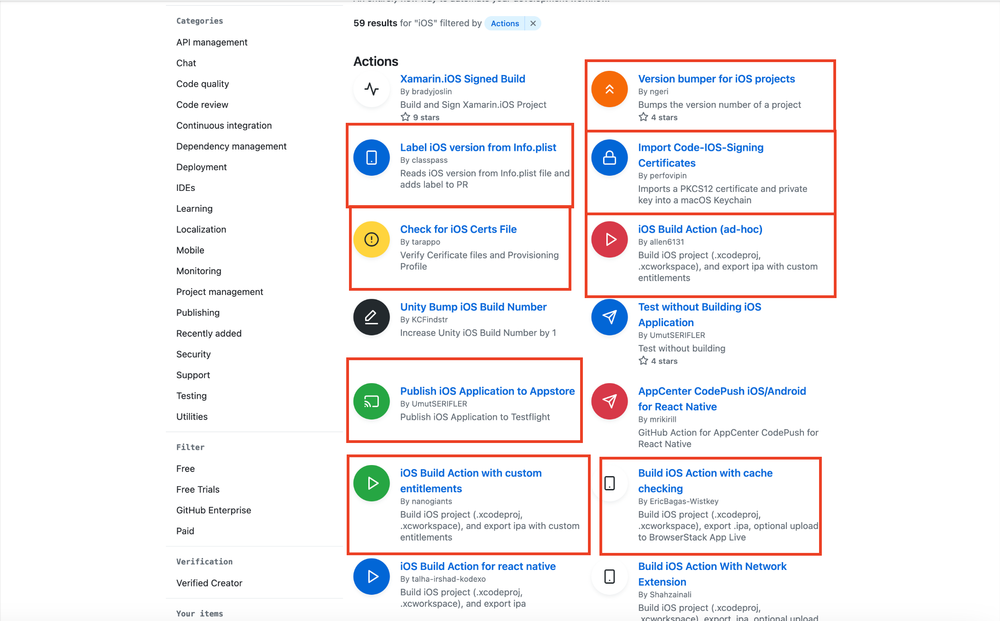 An entirely new way to automate your development workflow.
59 results for "iOS" filtered by Actions ×
Categories
API management
Chat
Code quality
Code review
Continuous integration
Dependency management
Deployment
IDEs
Learning
Localization
Mobile
Monitoring
Project management
Publishing
Recently added
Security
Support
Testing
Utilities
Filter
Free
Free Trials
GitHub Enterprise
Paid
Verification
Verified Creator
Your items
Actions
Xamarin.iOS Signed Build
By bradyjoslin
Build and Sign Xamarin.iOS Project
9 stars
Version bumper for iOS projects
By ngeri
Bumps the version number of a project
4 stars
Label iOS version from Info.plist
By classpass
Reads iOS version from Info.plist file and
adds label to PR
Import Code-IOS-Signing
Certificates
By perfovipin
Imports a PKCS12 certificate and private
key into a macOS Keychain
Check for iOS Certs File
By tarappo
Verify Cerificate files and Provisioning
Profile
iOS Build Action (ad-hoc)
By allen6131
Build iOS project (.xcodeproj,
.xcworkspace), and export ipa with custom
entitlements
Unity Bump iOS Build Number
By KCFindstr
Increase Unity iOS Build Number by 1
Test without Building iOS
Application
By UmutSERIFLER
Test without building
4 stars
Publish iOS Application to Appstore
By UmutSERIFLER
Publish iOS Application to Testflight
AppCenter CodePush iOS/Android
for React Native
By mrikirill
GitHub Action for AppCenter CodePush for
React Native
iOS Build Action with custom
entitlements
By nanogiants
Build iOS project (.xcodeproj,
.xcworkspace), and export ipa with custom
entitlements
Build iOS Action with cache
checking
By EricBagas-Wistkey
Build iOS project (.xcodeproj,
.xcworkspace), export .ipa, optional upload
to BrowserStack App Live
iOS Build Action for react native
By talha-irshad-kodexo
Build iOS project (.xcodeproj,
.xcworkspace), and export ipa
Build iOS Action With Network
Extension
By Shahzainali
Build iOS project (.xcodeproj,
.xcworkspace), export .ipa, optional upload